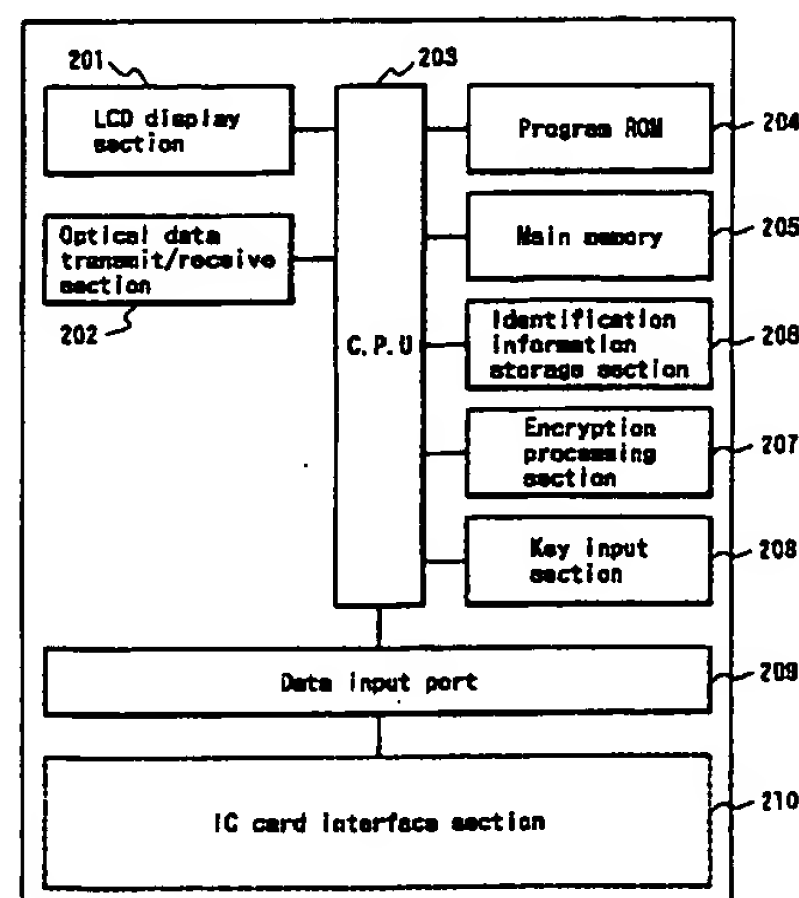 201
203
LCD display
section
Program ROM
204
Optical data
transmit/receive
section
202
Main memory
205
C.P.U
Identification
information
storage section
206
Encryption
processing
section
207
Key input
section
208
Data input port
209
IC card interface section
210